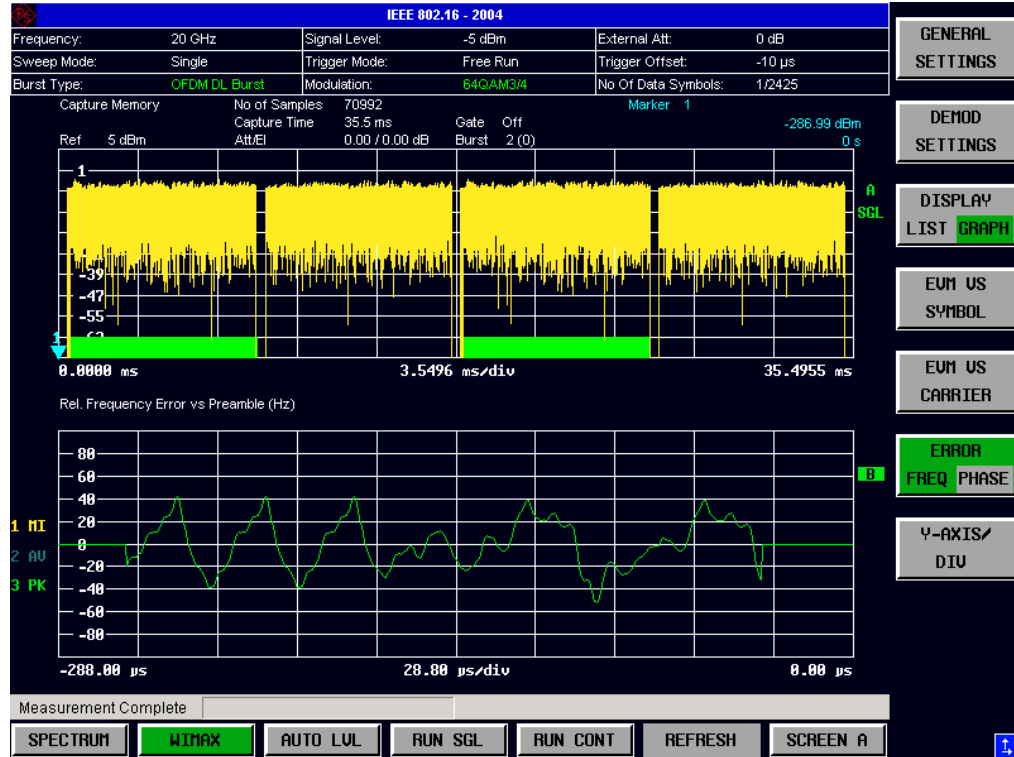 IEEE 802.16 - 2004
Frequency: 20 GHz Signal Level: -5 dBm External Att: 0 dB
Sweep Mode: Single Trigger Mode: Free Run Trigger Offset: -10 µs
Burst Type: OFDM DL Burst Modulation: 64QAM3/4 No Of Data Symbols: 1/2425
Capture Memory No of Samples 70992 Marker 1
Capture Time 35.5 ms Gate Off -286.99 dBm
Ref 5 dBm Att/El 0.00 / 0.00 dB Burst 2 (0) 0 s
1
A
SGL
-39
-47
-55
1
0.0000 ms 3.5496 ms/div 35.4955 ms
Rel. Frequency Error vs Preamble (Hz)
80
60
B
40
20
1 MI
0
2 AV
-20
3 PK
-40
-60
-80
-288.00 µs 28.80 µs/div 0.00 µs
Measurement Complete
SPECTRUM WIMAX AUTO LVL RUN SGL RUN CONT REFRESH SCREEN A
GENERAL
SETTINGS
DEMOD
SETTINGS
DISPLAY
LIST GRAPH
EVM VS
SYMBOL
EVM VS
CARRIER
ERROR
FREQ PHASE
Y-AXIS/
DIV